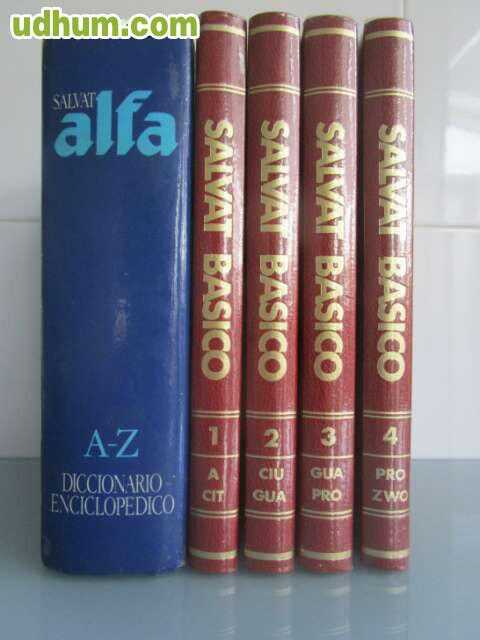 udhum.com
SALVAT
alfa
A-Z
DICCIONARIO
ENCICLOPEDICO
SALVAT BASICO
1
A
CIT
SALVAT BASICO
2
CIU
GUA
SALVAT BASICO
3
GUA
PRO
SALVAT BASICO
4
PRO
ZWO